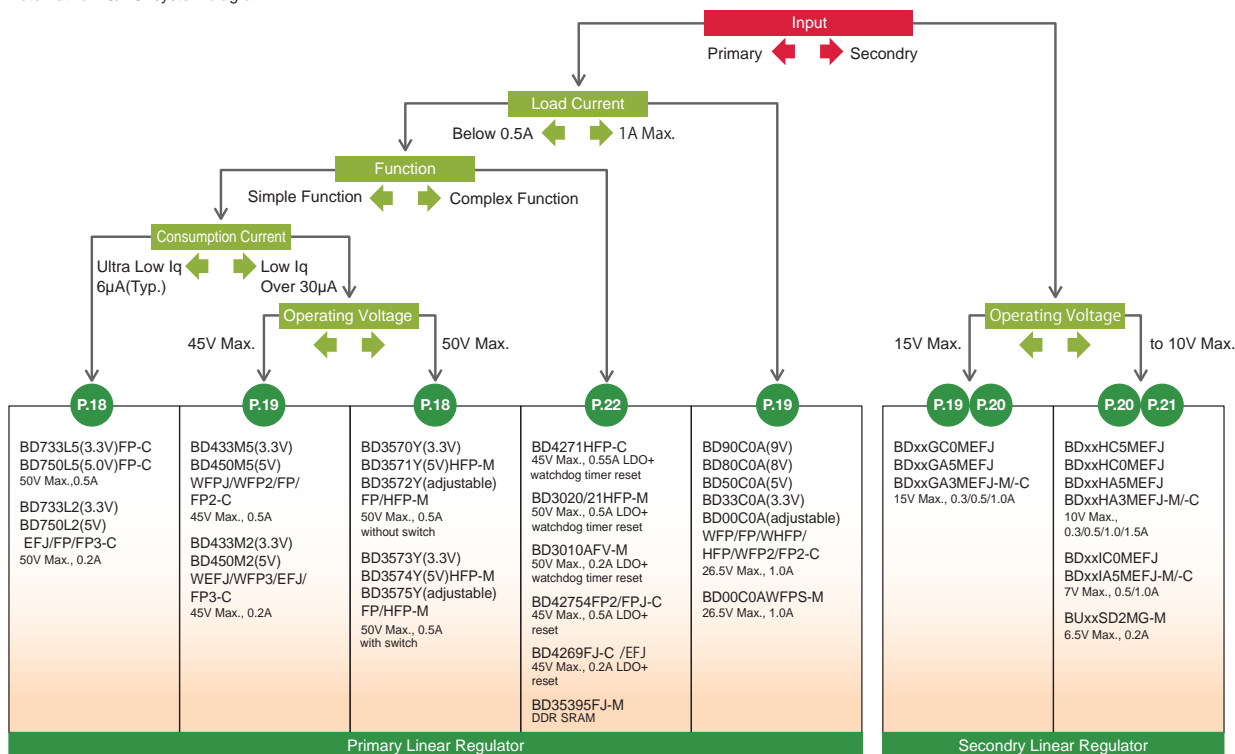 Input
Primary Secondry
Load Current
Below 0.5A 1A Max.
Function
Simple Function Complex Function
Consumption Current
Ultra Low Iq
6µA(Typ.)
Low Iq
Over 30µA
Operating Voltage
45V Max. 50V Max.
Operating Voltage
15V Max. to 10V Max.
P.18
BD733L5(3.3V)FP-C
BD750L5(5.0V)FP-C
50V Max.,0.5A
BD733L2(3.3V)
BD750L2(5V)
EFJ/FP/FP3-C
50V Max., 0.2A
P.19
BD433M5(3.3V)
BD450M5(5V)
WFPJ/WFP2/FP/
FP2-C
45V Max., 0.5A
BD433M2(3.3V)
BD450M2(5V)
WEFJ/WFP3/EFJ/
FP3-C
45V Max., 0.2A
P.18
BD3570Y(3.3V)
BD3571Y(5V)HFP-M
BD3572Y(adjustable)
FP/HFP-M
50V Max., 0.5A
without switch
BD3573Y(3.3V)
BD3574Y(5V)HFP-M
BD3575Y(adjustable)
FP/HFP-M
50V Max., 0.5A
with switch
P.22
BD4271HFP-C
45V Max., 0.55A LDO+
watchdog timer reset
BD3020/21HFP-M
50V Max., 0.5A LDO+
watchdog timer reset
BD3010AFV-M
50V Max., 0.2A LDO+
watchdog timer reset
BD42754FP2/FPJ-C
45V Max., 0.5A LDO+
reset
BD4269FJ-C /EFJ
45V Max., 0.2A LDO+
reset
BD35395FJ-M
DDR SRAM
P.19
BD90C0A(9V)
BD80C0A(8V)
BD50C0A(5V)
BD33C0A(3.3V)
BD00C0A(adjustable)
WFP/FP/WHFP/
HFP/WFP2/FP2-C
26.5V Max., 1.0A
BD00C0AWFPS-M
26.5V Max., 1.0A
Primary Linear Regulator
P.19 P.20
BDxxGC0MEFJ
BDxxGA5MEFJ
BDxxGA3MEFJ-M/-C
15V Max., 0.3/0.5/1.0A
P.20 P.21
BDxxHC5MEFJ
BDxxHC0MEFJ
BDxxHA5MEFJ
BDxxHA3MEFJ-M/-C
10V Max.,
0.3/0.5/1.0/1.5A
BDxxIC0MEFJ
BDxxIA5MEFJ-M/-C
7V Max., 0.5/1.0A
BUxxSD2MG-M
6.5V Max., 0.2A
Secondry Linear Regulator